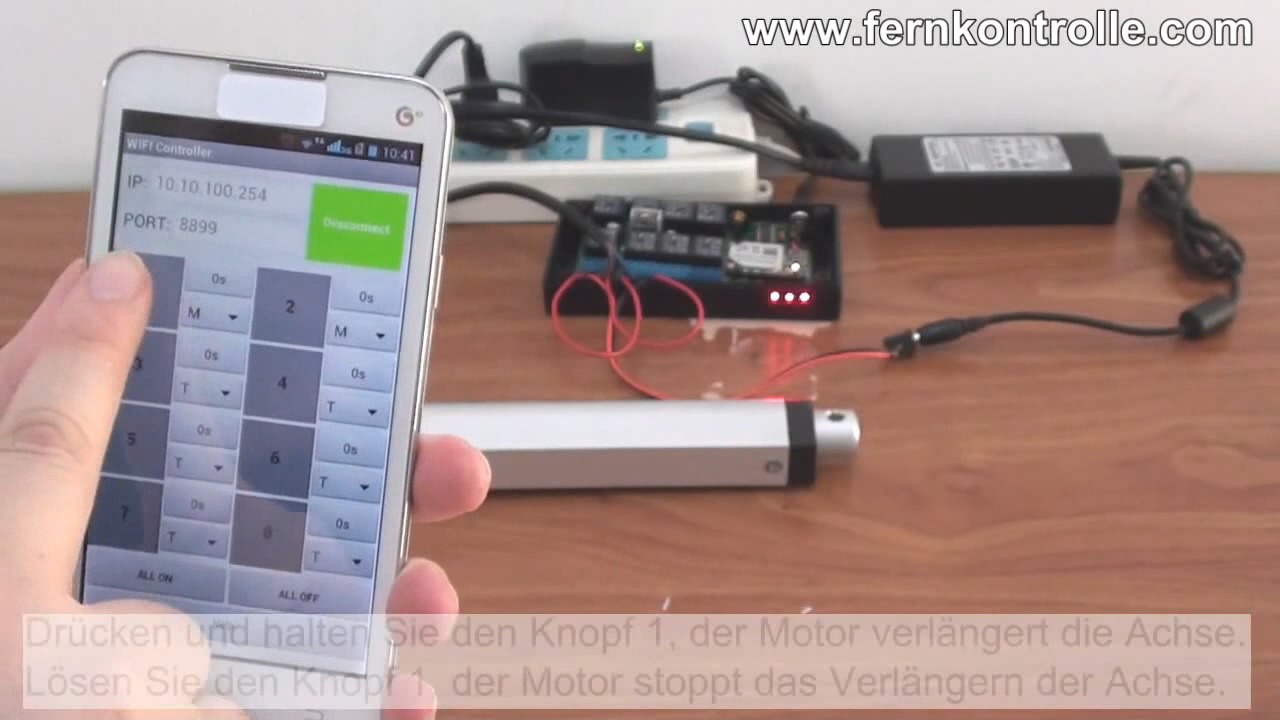 www.fernkontrolle.com
10:41
WIFI Controller
IP: 10.10.100.254
PORT: 8899
Disconnect
0s
M
2
0s
M
3
0s
T
4
0s
T
5
0s
T
6
0s
T
7
0s
T
8
0s
T
ALL ON
ALL OFF
Drücken und halten Sie den Knopf 1, der Motor verlängert die Achse.
Lösen Sie den Knopf 1, der Motor stoppt das Verlängern der Achse.